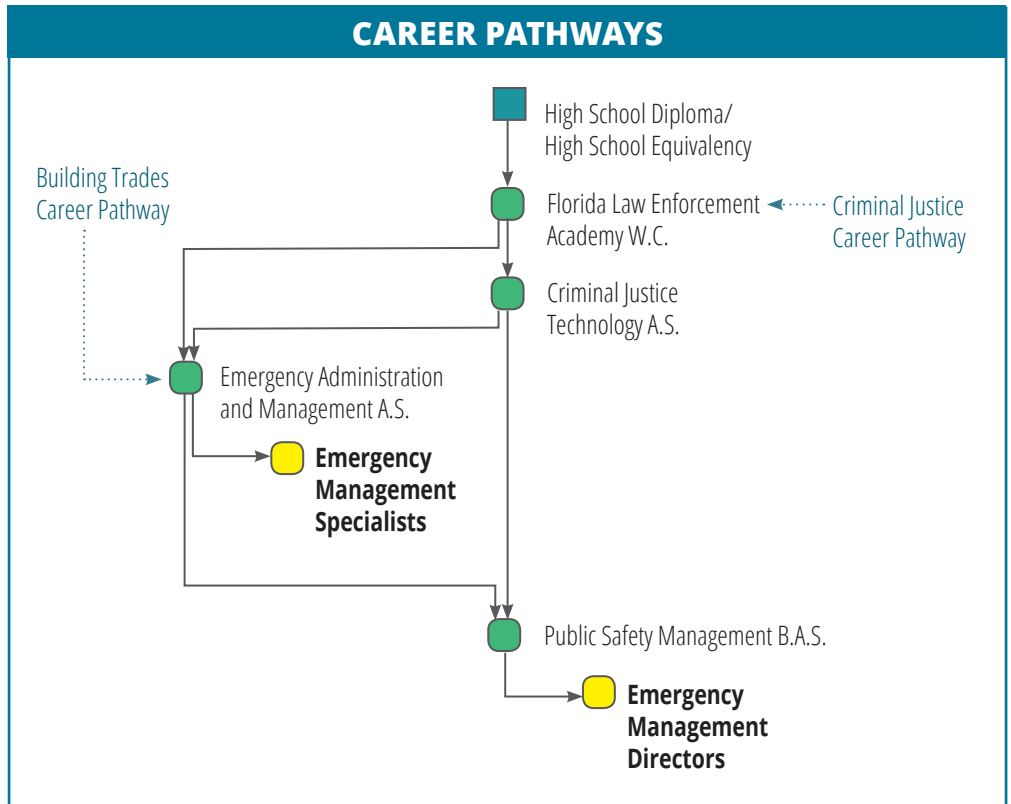 CAREER PATHWAYS
High School Diploma/
High School Equivalency
Building Trades
Career Pathway
Florida Law Enforcement
Academy W.C.
Criminal Justice
Career Pathway
Criminal Justice
Technology A.S.
Emergency Administration
and Management A.S.
Emergency
Management
Specialists
Public Safety Management B.A.S.
Emergency
Management
Directors